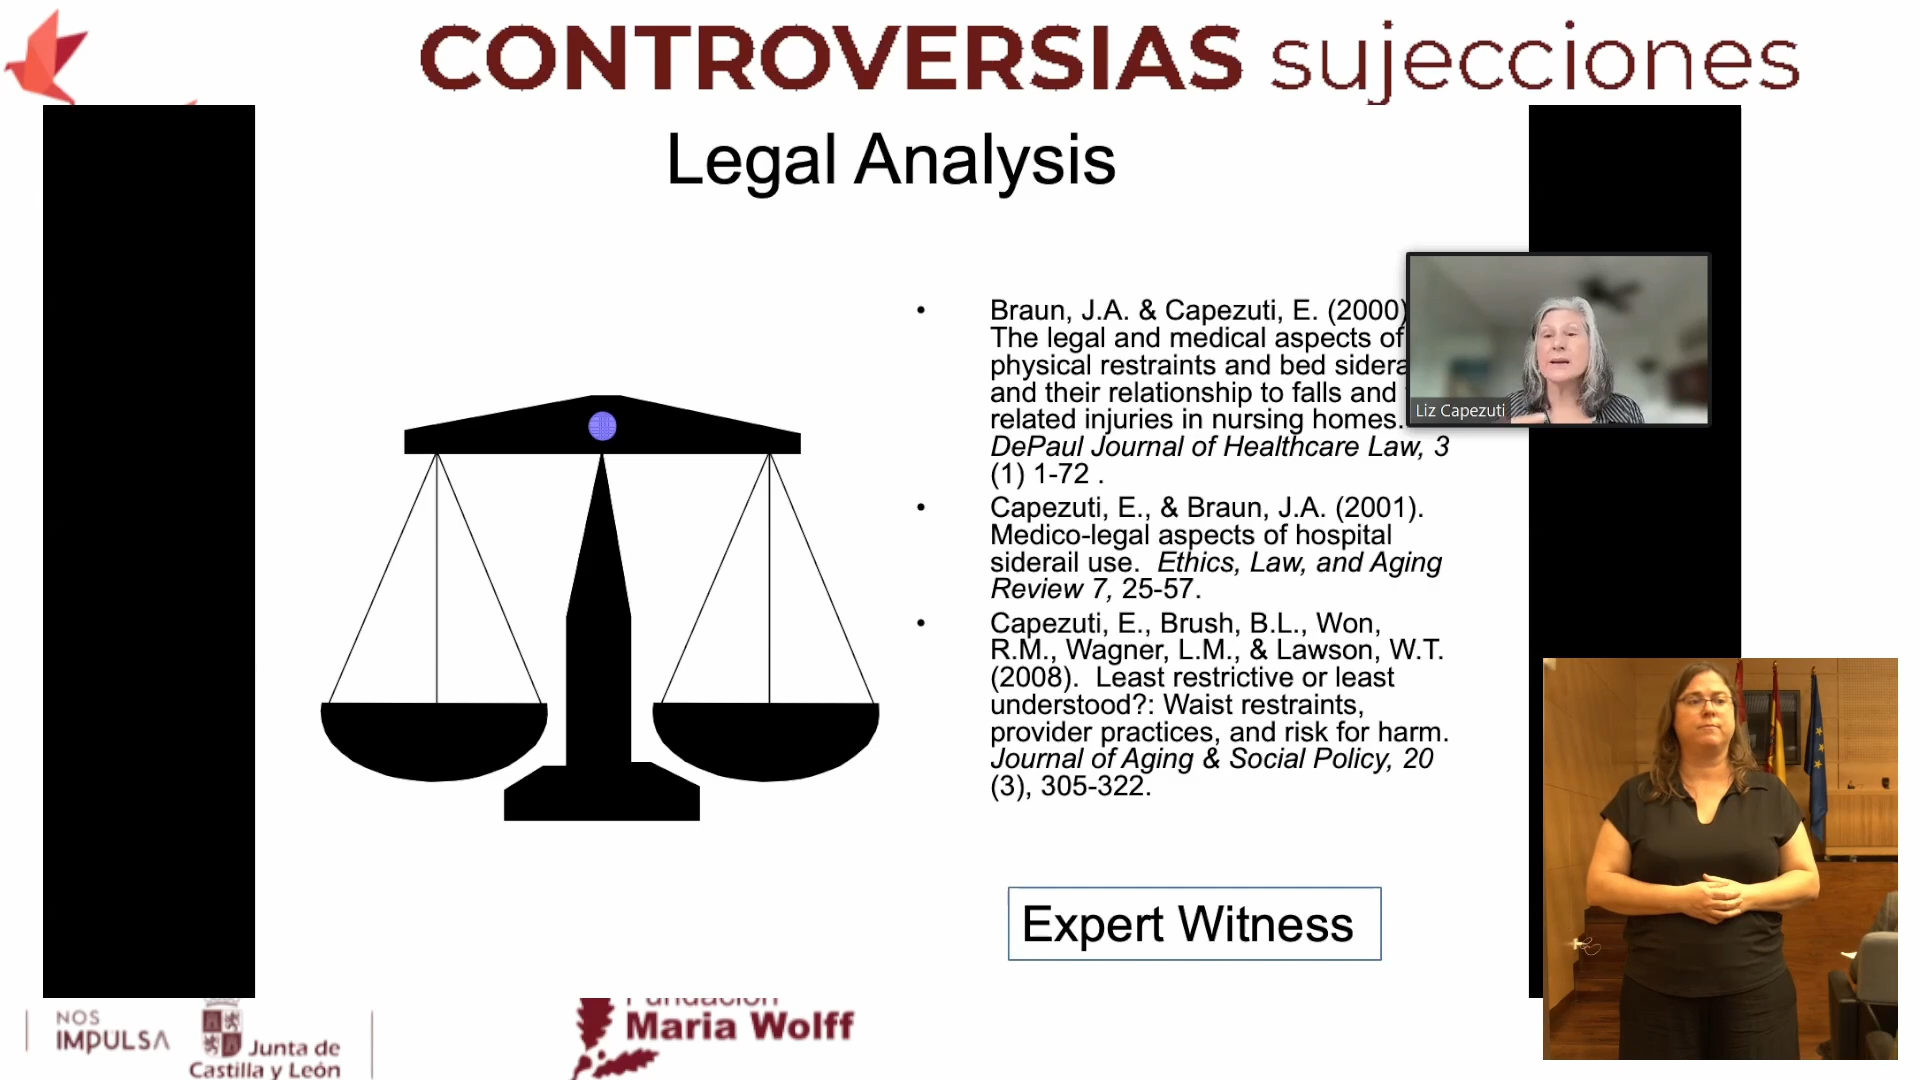 CONTROVERSIAS sujecciones
Legal Analysis
• Braun, J.A. & Capezuti, E. (2000)
The legal and medical aspects of
physical restraints and bed
and their relationship to falls and
related injuries in nursing homes.
DePaul Journal of Healthcare Law, 3
(1) 1-72 .
• Capezuti, E., & Braun, J.A. (2001).
Medico-legal aspects of hospital
siderail use. Ethics, Law, and Aging
Review 7, 25-57.
• Capezuti, E., Brush, B.L., Won,
R.M., Wagner, L.M., & Lawson, W.T.
(2008). Least restrictive or least
understood?: Waist restraints,
provider practices, and risk for harm.
Journal of Aging & Social Policy, 20
(3), 305-322.
Liz Capezuti
Expert Witness
NOS
IMPULSA
Junta de
Castilla y León
Fundación
Maria Wolff